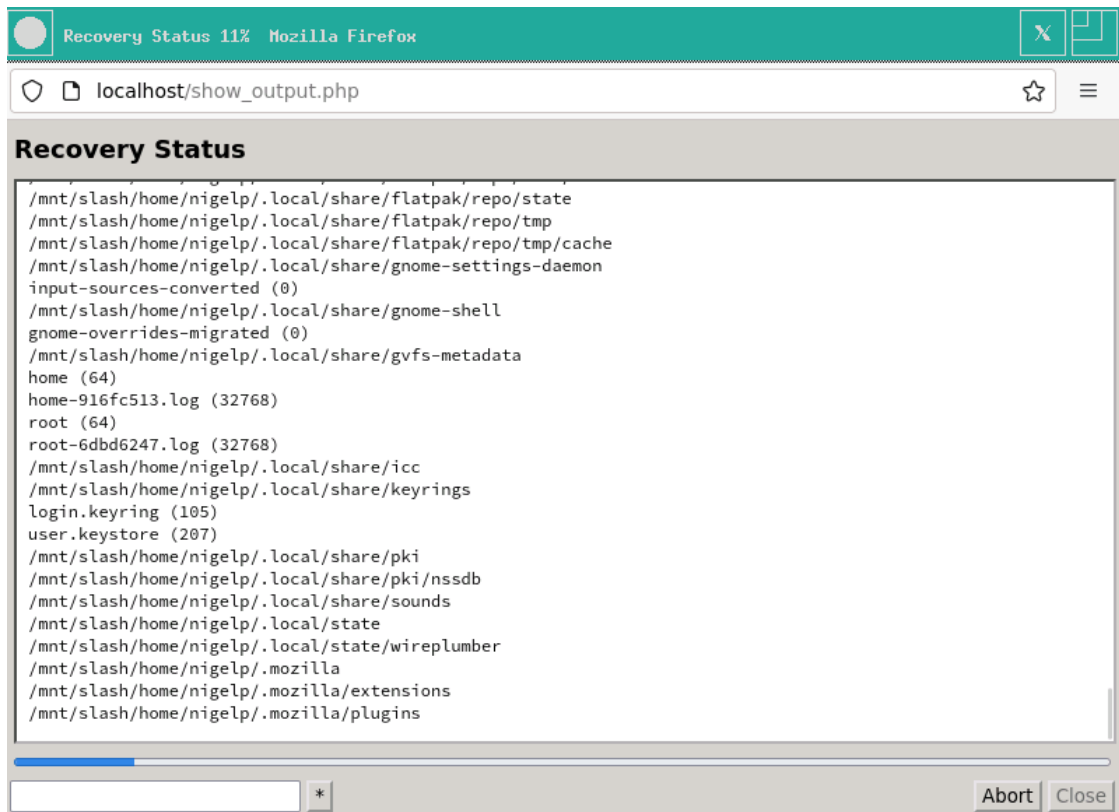 Recovery Status 11% Mozilla Firefox
X
localhost/show_output.php
Recovery Status
/mnt/slash/home/nigelp/.local/share/flatpak/repo/state
/mnt/slash/home/nigelp/.local/share/flatpak/repo/tmp
/mnt/slash/home/nigelp/.local/share/flatpak/repo/tmp/cache
/mnt/slash/home/nigelp/.local/share/gnome-settings-daemon
input-sources-converted (0)
/mnt/slash/home/nigelp/.local/share/gnome-shell
gnome-overrides-migrated (0)
/mnt/slash/home/nigelp/.local/share/gvfs-metadata
home (64)
home-916fc513.log (32768)
root (64)
root-6dbd6247.log (32768)
/mnt/slash/home/nigelp/.local/share/icc
/mnt/slash/home/nigelp/.local/share/keyrings
login.keyring (105)
user.keystore (207)
/mnt/slash/home/nigelp/.local/share/pki
/mnt/slash/home/nigelp/.local/share/pki/nssdb
/mnt/slash/home/nigelp/.local/share/sounds
/mnt/slash/home/nigelp/.local/state
/mnt/slash/home/nigelp/.local/state/wireplumber
/mnt/slash/home/nigelp/.mozilla
/mnt/slash/home/nigelp/.mozilla/extensions
/mnt/slash/home/nigelp/.mozilla/plugins
*
Abort
Close